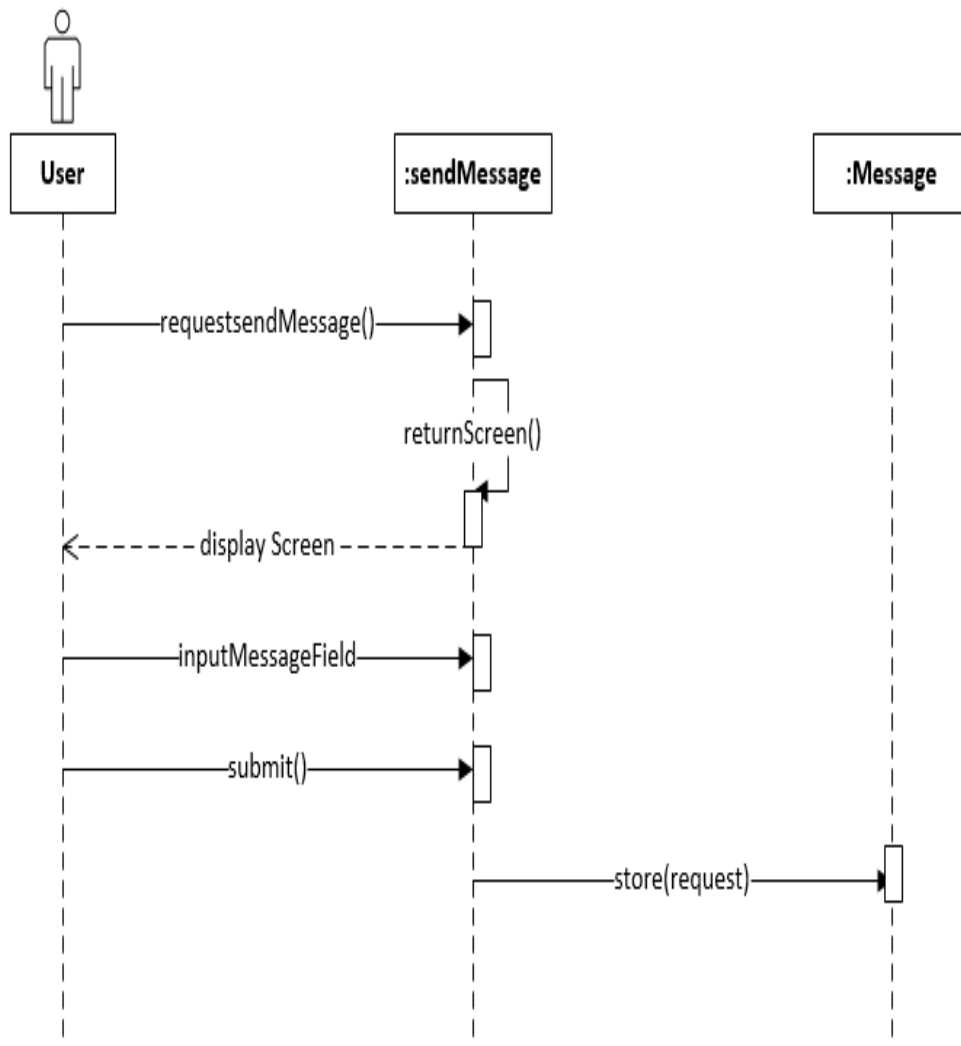 User
:sendMessage
:Message
requestsendMessage()
returnScreen()
display Screen
inputMessageField
submit()
store(request)